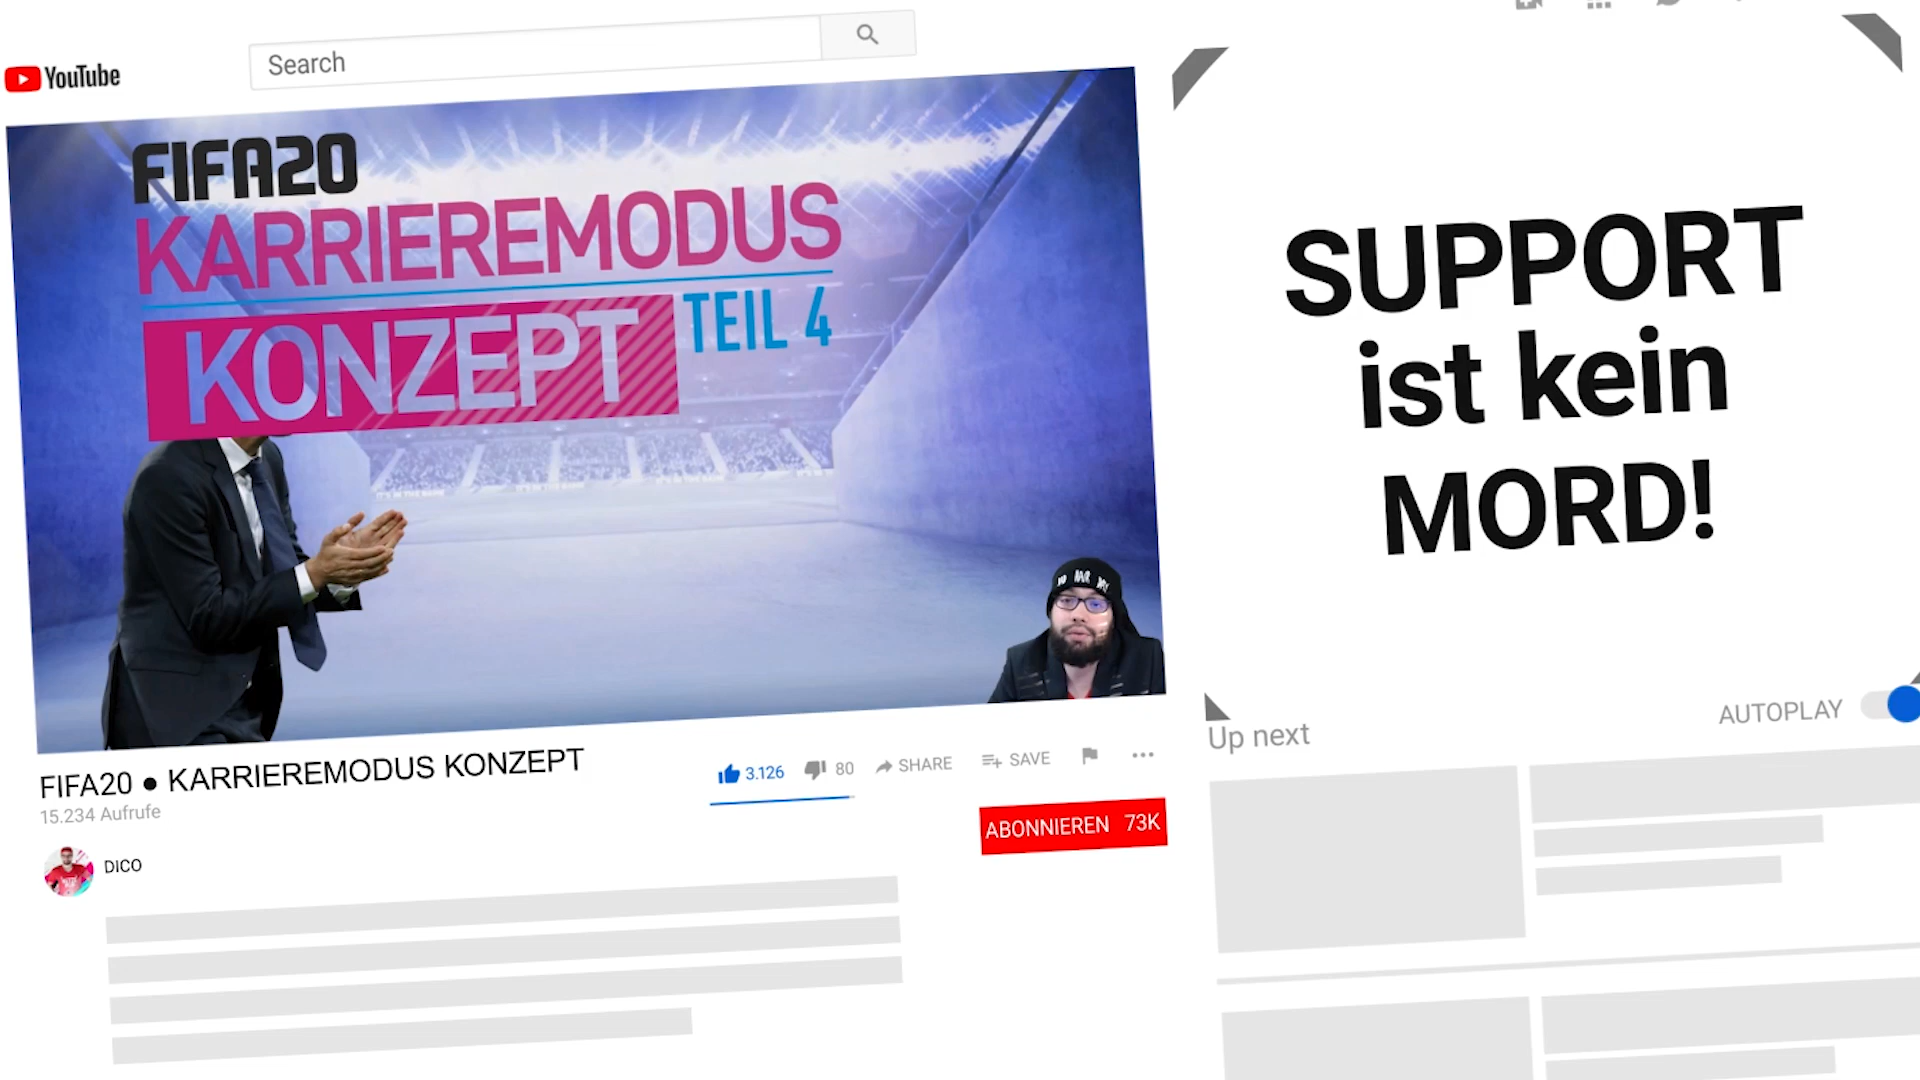 YouTube
Search
FIFA20
KARRIEREMODUS
KONZEPT TEIL 4
FIFA20 ● KARRIEREMODUS KONZEPT
15.234 Aufrufe
3.126 80 SHARE SAVE
ABONNIEREN 73K
DICO
SUPPORT
ist kein
MORD!
Up next
AUTOPLAY